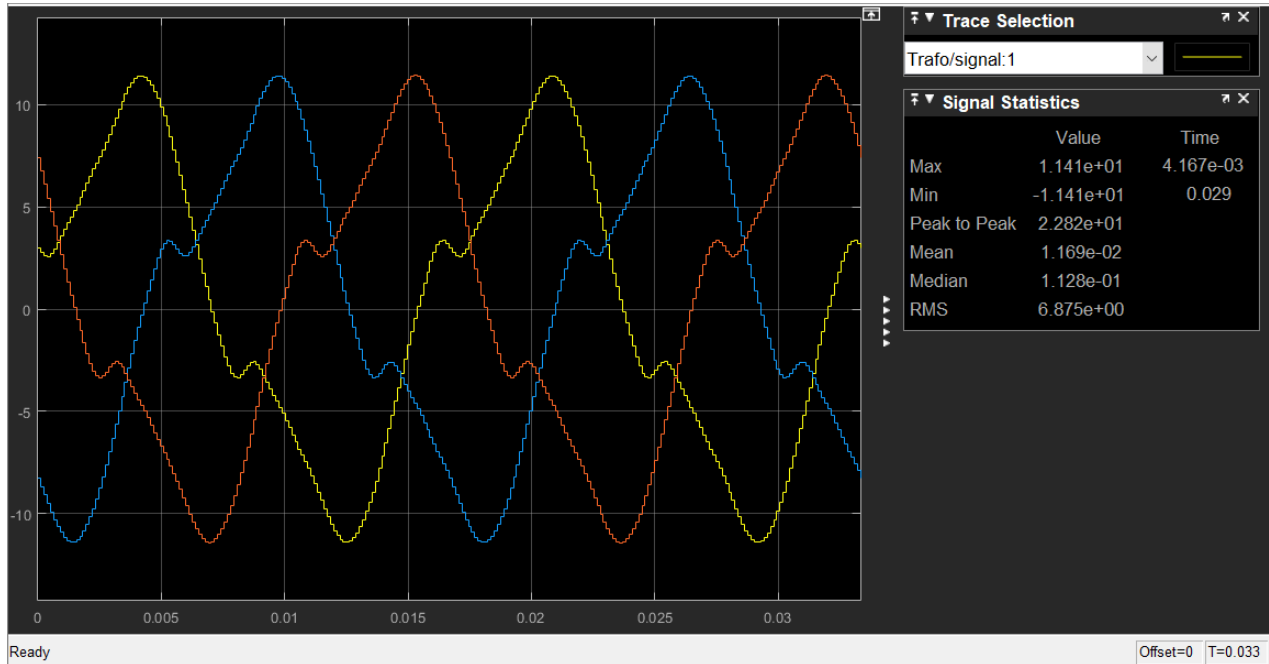 10
5
0
-5
-10
0 0.005 0.01 0.015 0.02 0.025 0.03
Trace Selection
Trafo/signal:1
Signal Statistics
Value Time
Max 1.141e+01 4.167e-03
Min -1.141e+01 0.029
Peak to Peak 2.282e+01
Mean 1.169e-02
Median 1.128e-01
RMS 6.875e+00
Ready Offset=0 T=0.033